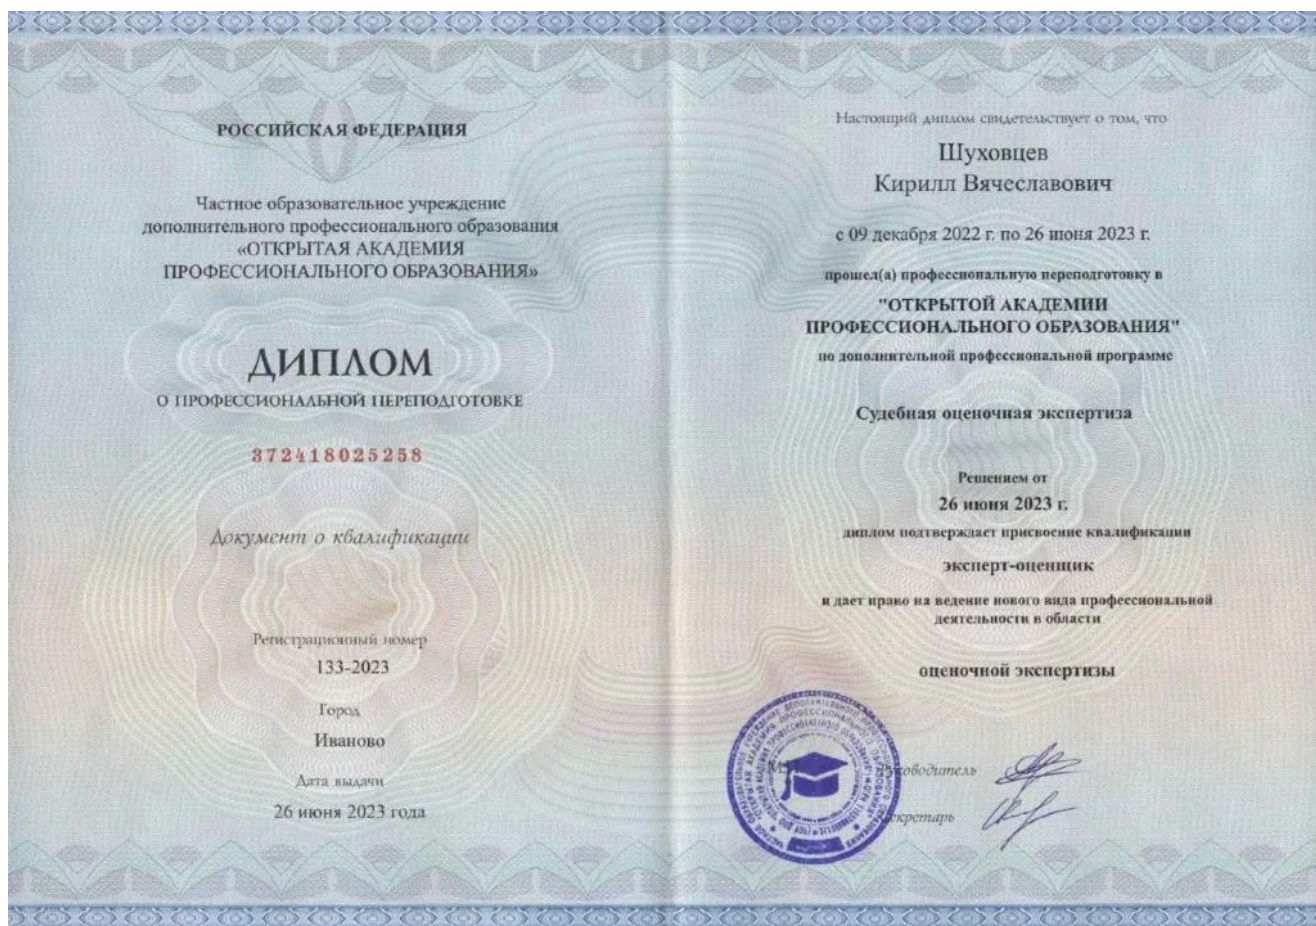 РОССИЙСКАЯ ФЕДЕРАЦИЯ
Частное образовательное учреждение
дополнительного профессионального образования
«ОТКРЫТАЯ АКАДЕМИЯ
ПРОФЕССИОНАЛЬНОГО ОБРАЗОВАНИЯ»
ДИПЛОМ
О ПРОФЕССИОНАЛЬНОЙ ПЕРЕПОДГОТОВКЕ
372418025258
Документ о квалификации
Регистрационный номер
133-2023
Город
Иваново
Дата выдачи
26 июня 2023 года
Настоящий диплом свидетельствует о том, что
Шуховцев
Кирилл Вячеславович
с 09 декабря 2022 г. по 26 июня 2023 г.
прошел(а) профессиональную переподготовку в
"ОТКРЫТОЙ АКАДЕМИИ
ПРОФЕССИОНАЛЬНОГО ОБРАЗОВАНИЯ"
по дополнительной профессиональной программе
Судебная оценочная экспертиза
Решением от
26 июня 2023 г.
диплом подтверждает присвоение квалификации
эксперт-оценщик
и дает право на ведение нового вида профессиональной
деятельности в области
оценочной экспертизы
Руководитель
Секретарь